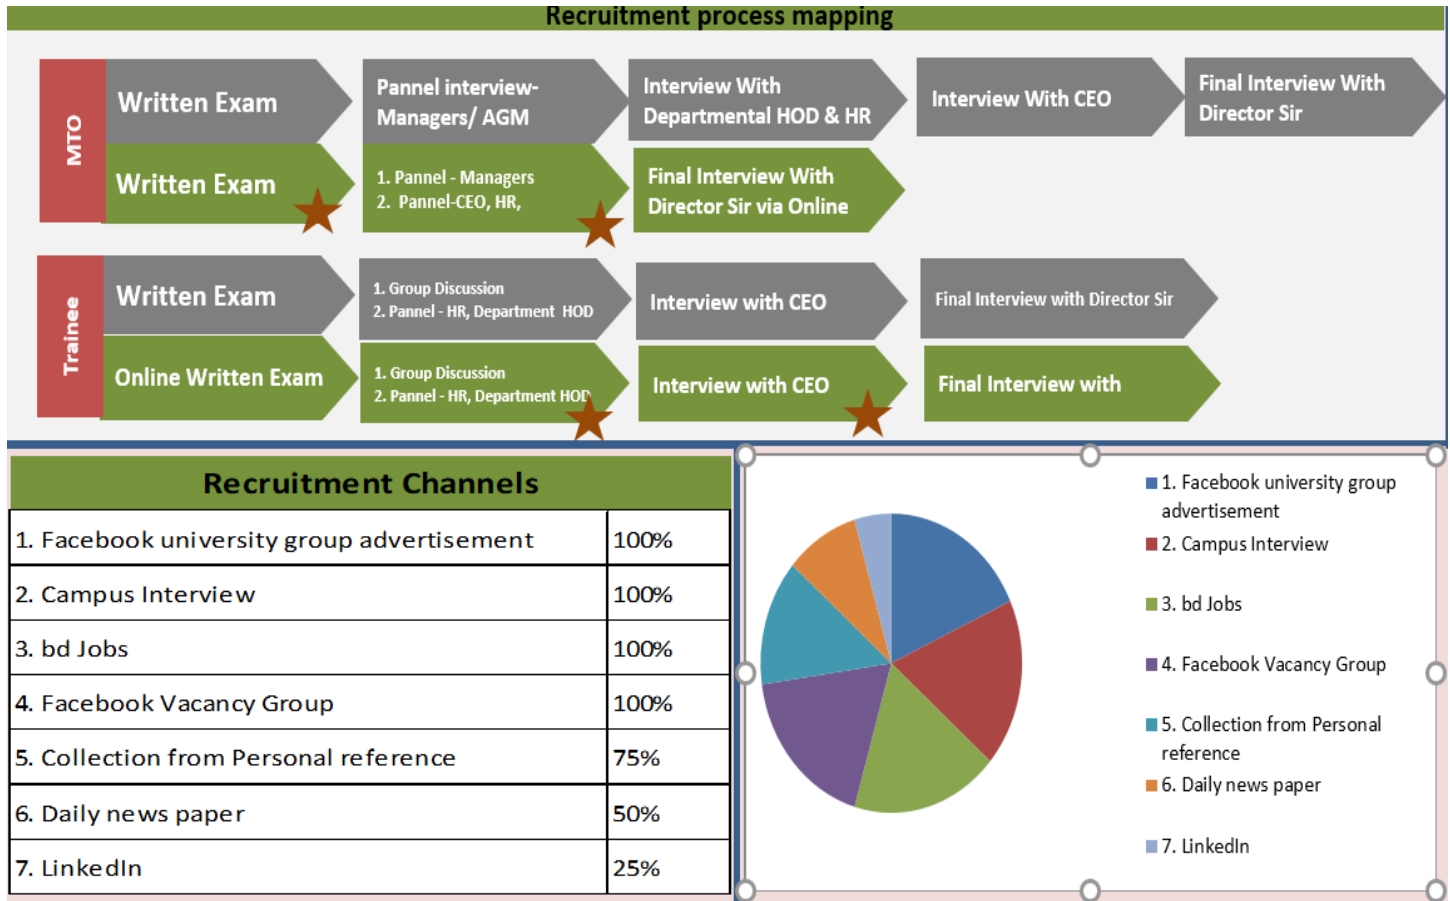 Recruitment process mapping
MTO
Written Exam
Pannel interview-
Managers/ AGM
Interview With
Departmental HOD & HR
Interview With CEO
Final Interview With
Director Sir
Written Exam
1. Pannel - Managers
2. Pannel-CEO, HR,
Final Interview With
Director Sir via Online
Trainee
Written Exam
1. Group Discussion
2. Pannel - HR, Department HOD
Interview with CEO
Final Interview with Director Sir
Online Written Exam
1. Group Discussion
2. Pannel - HR, Department HOD
Interview with CEO
Final Interview with
Recruitment Channels
1. Facebook university group advertisement 100%
2. Campus Interview 100%
3. bd Jobs 100%
4. Facebook Vacancy Group 100%
5. Collection from Personal reference 75%
6. Daily news paper 50%
7. LinkedIn 25%
1. Facebook university group
advertisement
2. Campus Interview
3. bd Jobs
4. Facebook Vacancy Group
5. Collection from Personal
reference
6. Daily news paper
7. LinkedIn